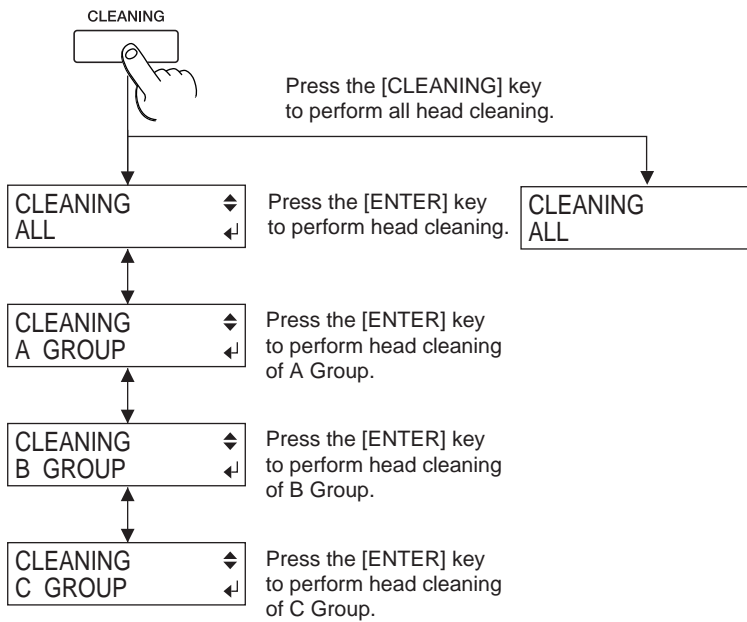 CLEANING
Press the [CLEANING] key
to perform all head cleaning.
CLEANING
ALL
Press the [ENTER] key
to perform head cleaning.
CLEANING
ALL
CLEANING
A GROUP
Press the [ENTER] key
to perform head cleaning
of A Group.
CLEANING
B GROUP
Press the [ENTER] key
to perform head cleaning
of B Group.
CLEANING
C GROUP
Press the [ENTER] key
to perform head cleaning
of C Group.